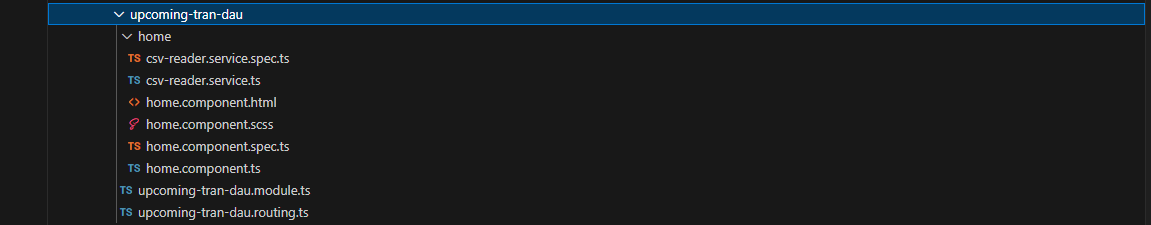 upcoming-tran-dau
home
TS csv-reader.service.spec.ts
TS csv-reader.service.ts
<> home.component.html
home.component.scss
TS home.component.spec.ts
TS home.component.ts
TS upcoming-tran-dau.module.ts
TS upcoming-tran-dau.routing.ts